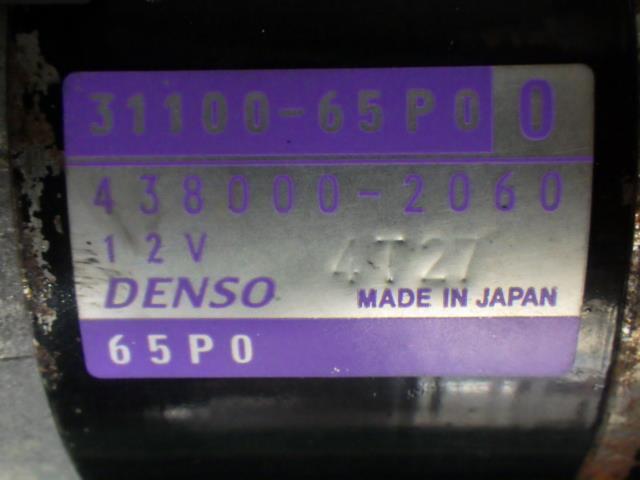 31100-65P0 0
438000-2060
12V 4T27
DENSO MADE IN JAPAN
65P0